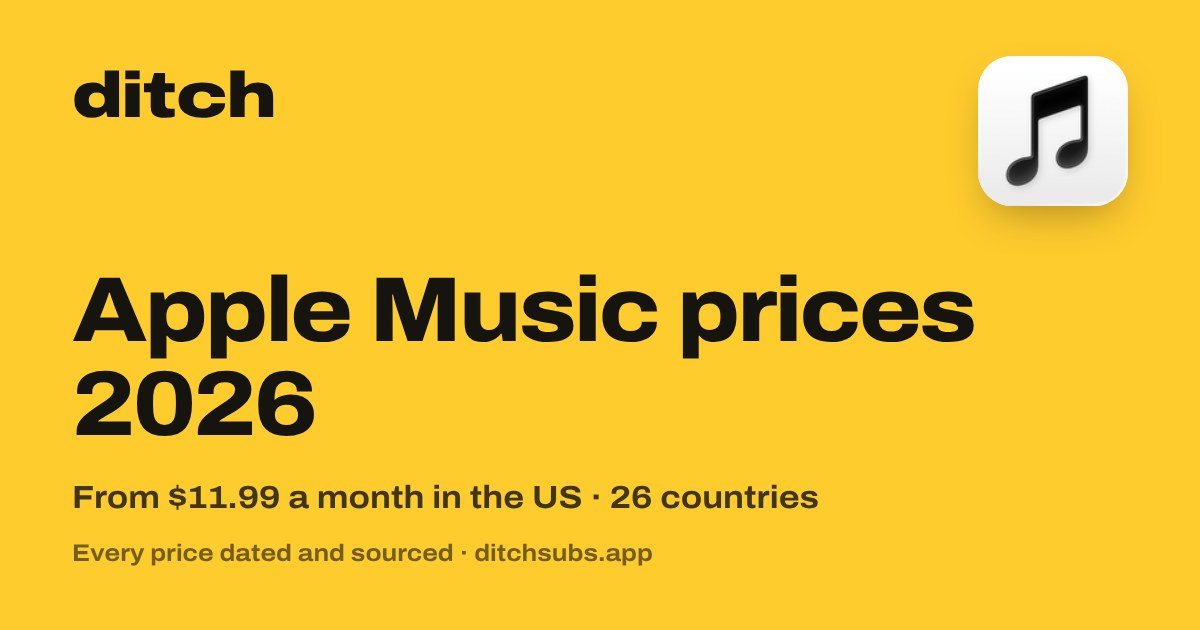 ditch
Apple Music prices
2026
From $11.99 a month in the US · 26 countries
Every price dated and sourced · ditchsubs.app